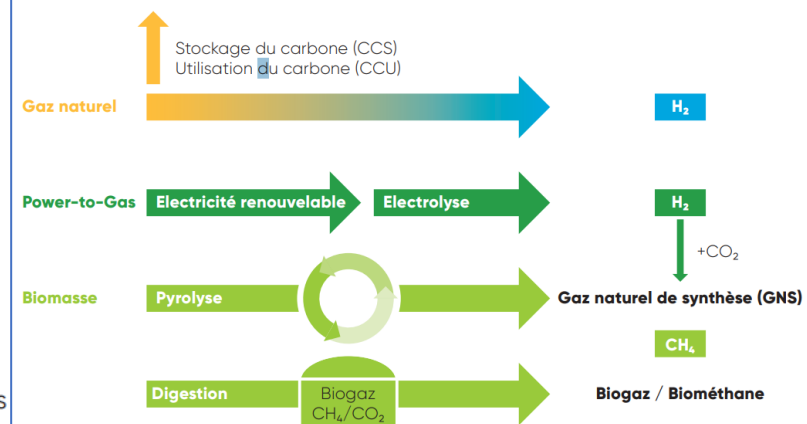 Stockage du carbone (CCS)
Utilisation du carbone (CCU)
Gaz naturel
H₂
Power-to-Gas
Electricité renouvelable
Electrolyse
H₂
+CO₂
Biomasse
Pyrolyse
Gaz naturel de synthèse (GNS)
CH₄
Digestion
Biogaz
CH₄/CO₂
Biogaz / Biométhane
s